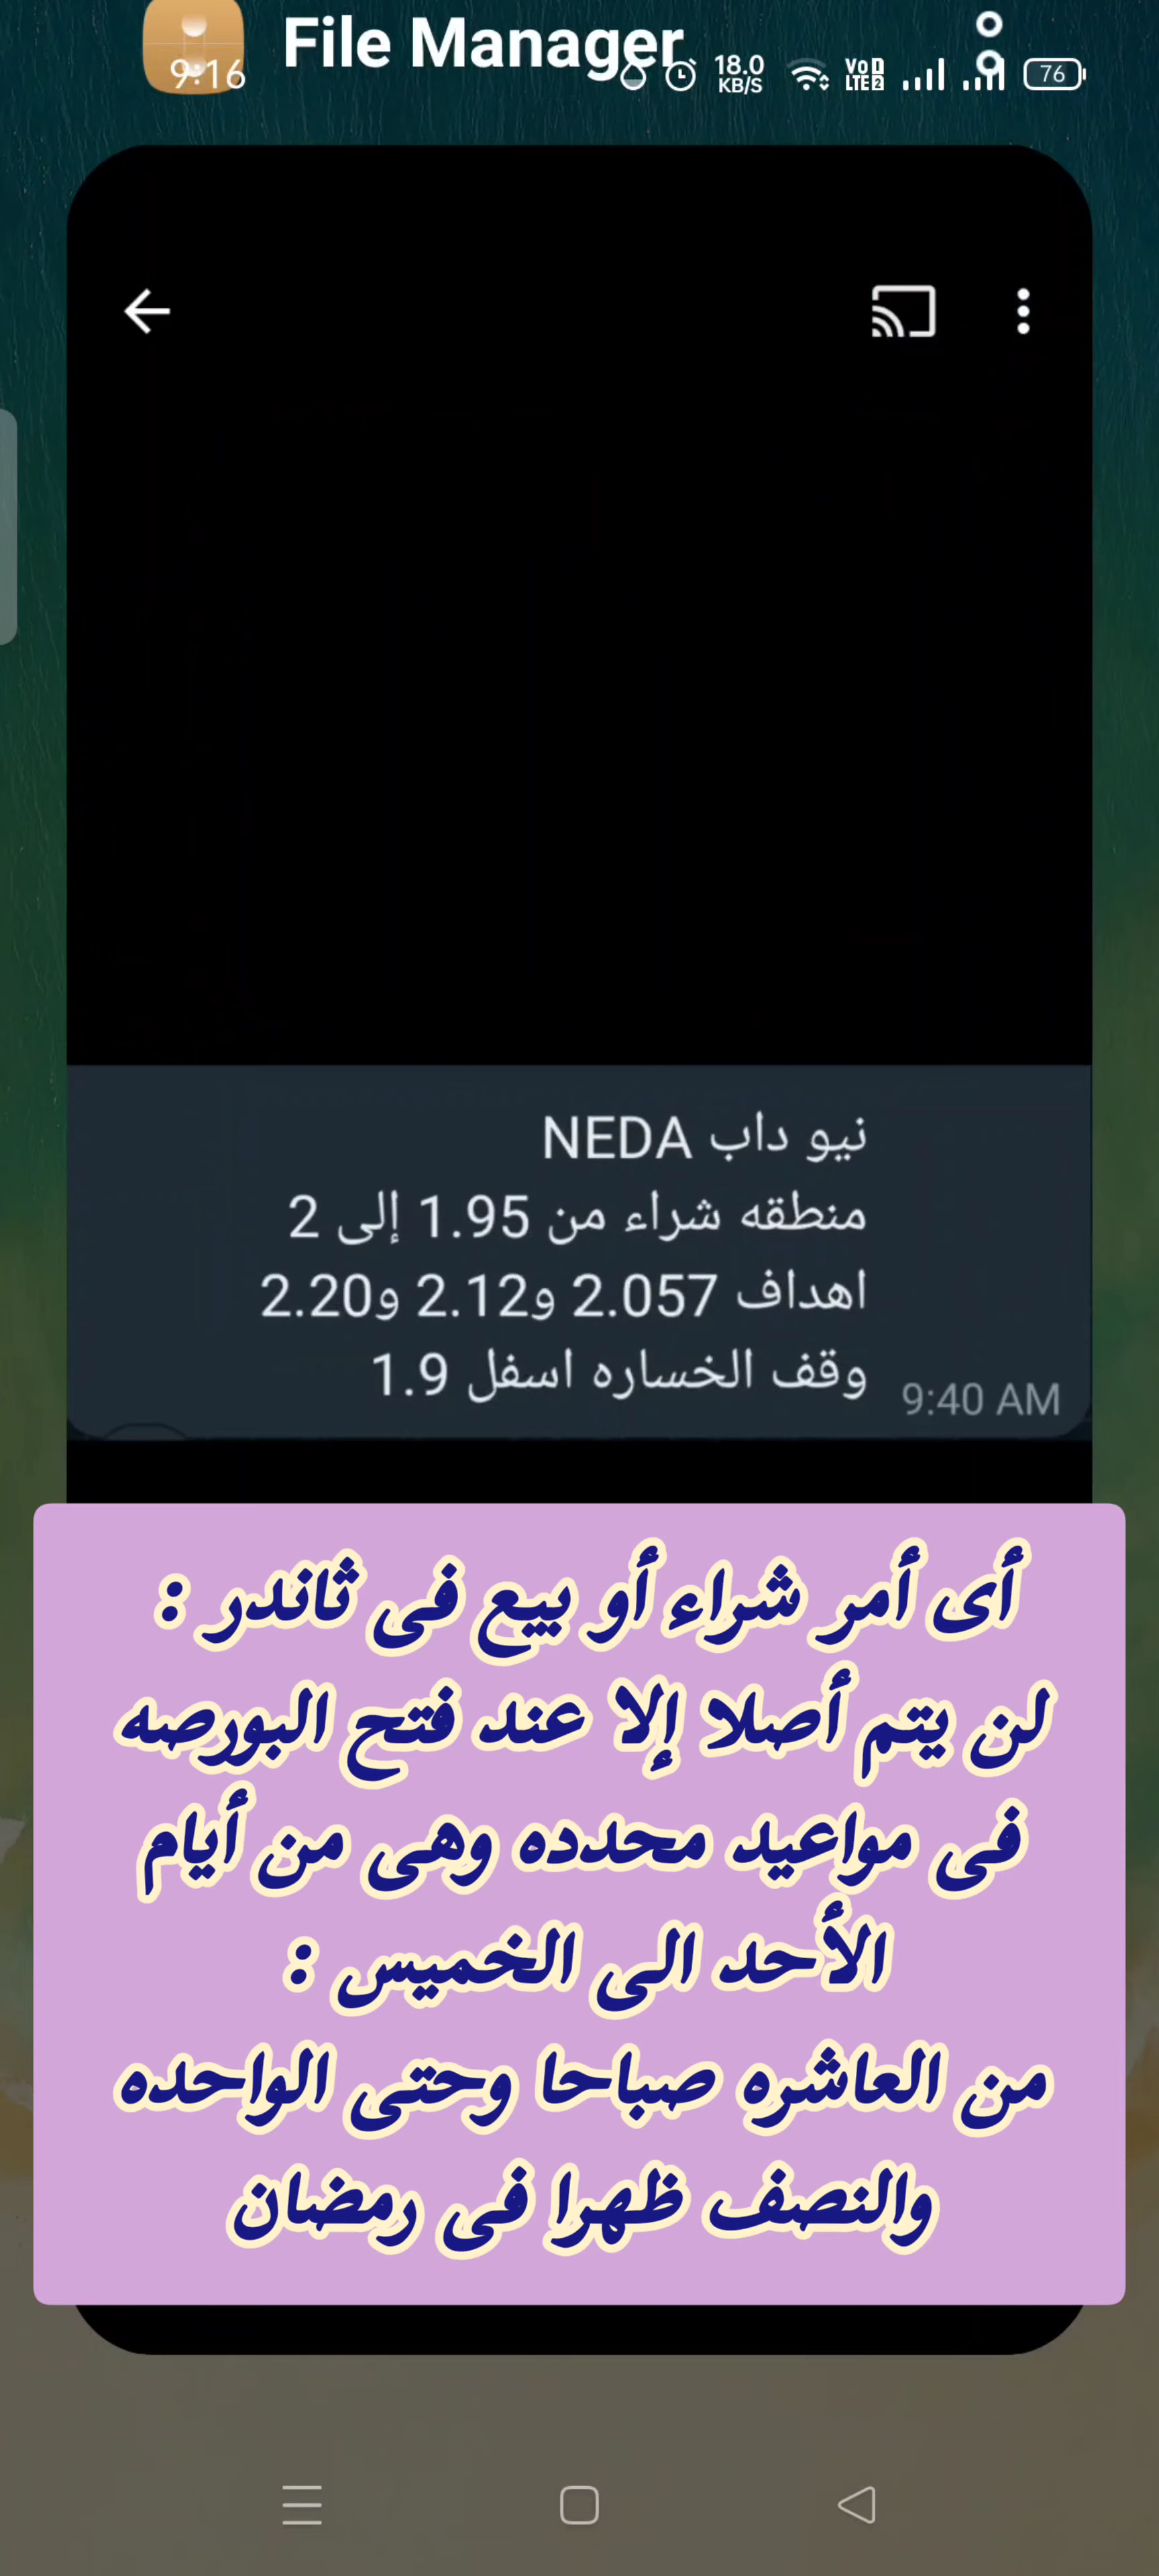 File Manager
9:16
18.0 KB/S
VoD LTE2
76
نيو داب NEDA
منطقه شراء من 1.95 إلى 2
اهداف 2.057 و2.12 و2.20
وقف الخساره اسفل 1.9
9:40 AM
أى أمر شراء أو بيع فى ثاندر :
لن يتم أصلا إلا عند فتح البورصه
فى مواعيد محدده وهى من أيام
الأحد الى الخميس :
من العاشره صباحا وحتى الواحده
والنصف ظهرا فى رمضان